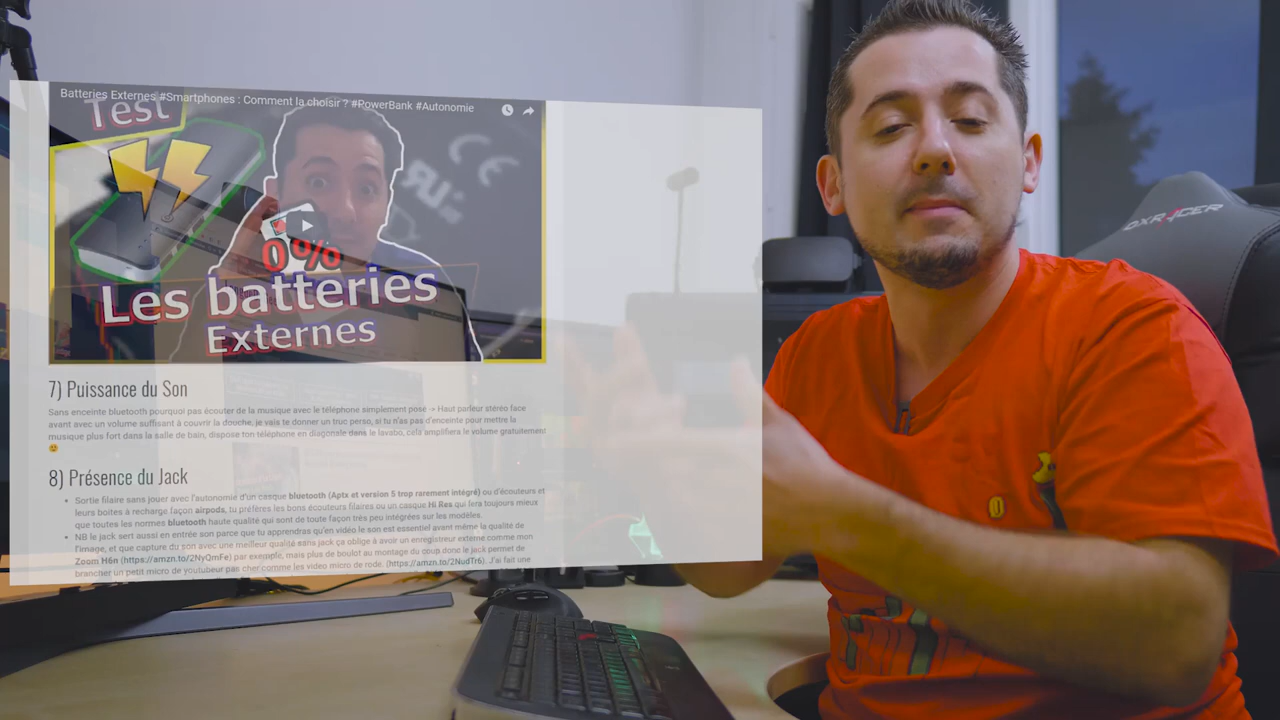 Batteries Externes #Smartphones : Comment la choisir ? #PowerBank #Autonomie
Test
0%
Les batteries
Externes
7) Puissance du Son
Sans enceinte bluetooth pourquoi pas écouter de la musique avec le téléphone simplement posé → Haut parleur stéréo face
avant avec un volume suffisant à couvrir la douche, je vais te donner un truc perso, si tu n'as pas d'enceinte pour mettre la
musique plus fort dans la salle de bain, dispose ton téléphone en diagonale dans le lavabo, cela amplifiera le volume gratuitement
8) Présence du Jack
Sortie filaire sans jouer avec l'autonomie d'un casque bluetooth (Aptx et version 5 trop rarement intégré) ou d'écouteurs et
leurs boites à recharge façon airpods, tu préfères les bons écouteurs filaires ou un casque Hi Res qui fera toujours mieux
que toutes les normes bluetooth haute qualité qui sont de toute façon très peu intégrées sur les modèles.
NB le jack sert aussi en entrée son parce que tu apprendras qu'en vidéo le son est essentiel avant même la qualité de
l'image, et que capture du son avec une meilleur qualité sans jack ça oblige à avoir un enregistreur externe comme mon
Zoom H6n (https://amzn.to/2NyQmFe) par exemple, mais plus de boulot au montage du coup donc le jack permet de
brancher un petit micro de youtubeur pas cher comme les video micro de rode. (https://amzn.to/2NudTr6). J'ai fait une
DXRACER